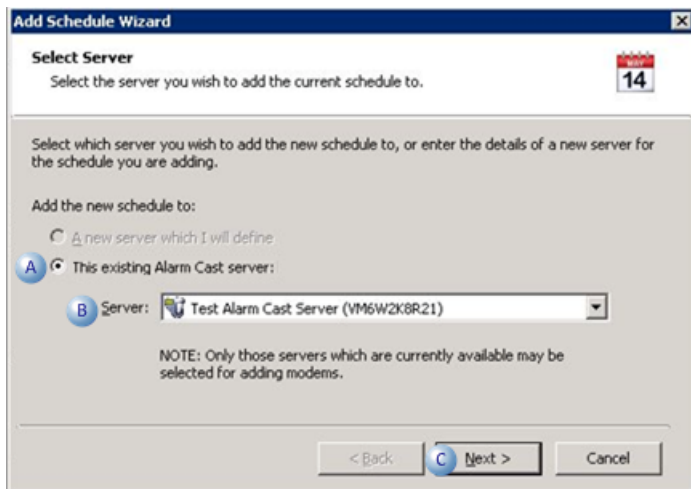 Add Schedule Wizard
Select Server
Select the server you wish to add the current schedule to.
MAY
14
Select which server you wish to add the new schedule to, or enter the details of a new server for
the schedule you are adding.
Add the new schedule to:
A new server which I will define
A This existing Alarm Cast server:
B Server: Test Alarm Cast Server (VM6W2K8R21)
NOTE: Only those servers which are currently available may be
selected for adding modems.
< Back C Next > Cancel